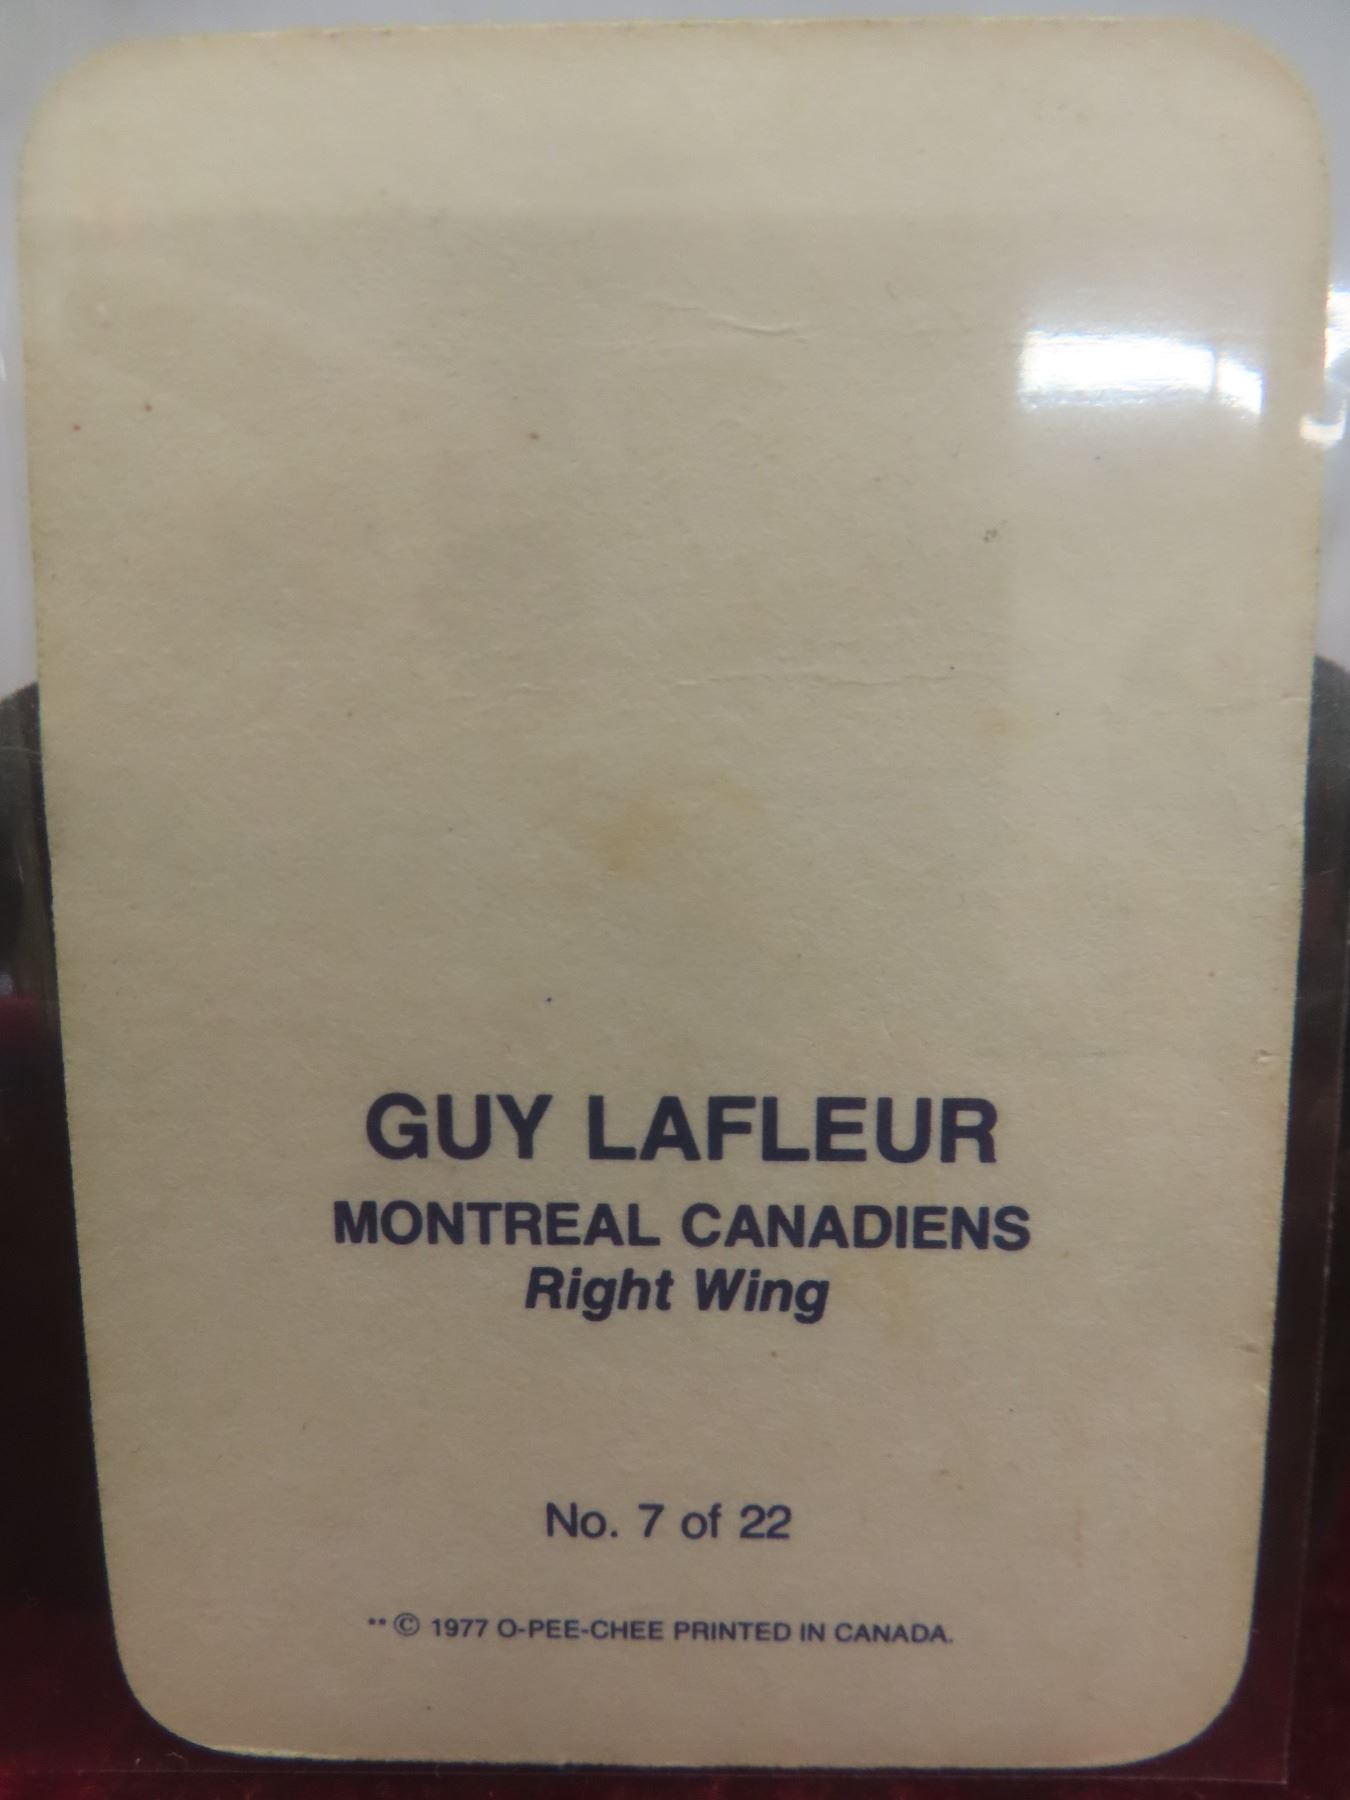 GUY LAFLEUR
MONTREAL CANADIENS
Right Wing
No. 7 of 22
** © 1977 O-PEE-CHEE PRINTED IN CANADA.